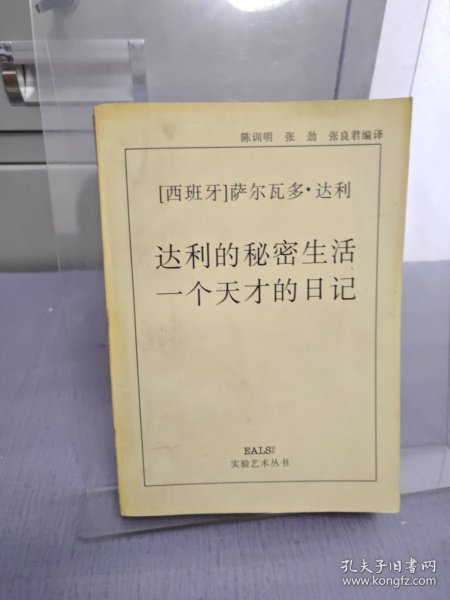 陈训明 张劲 张良君编译
[西班牙]萨尔瓦多·达利
达利的秘密生活
一个天才的日记
EALS
实验艺术丛书
孔夫子旧书网
www.kongfz.com